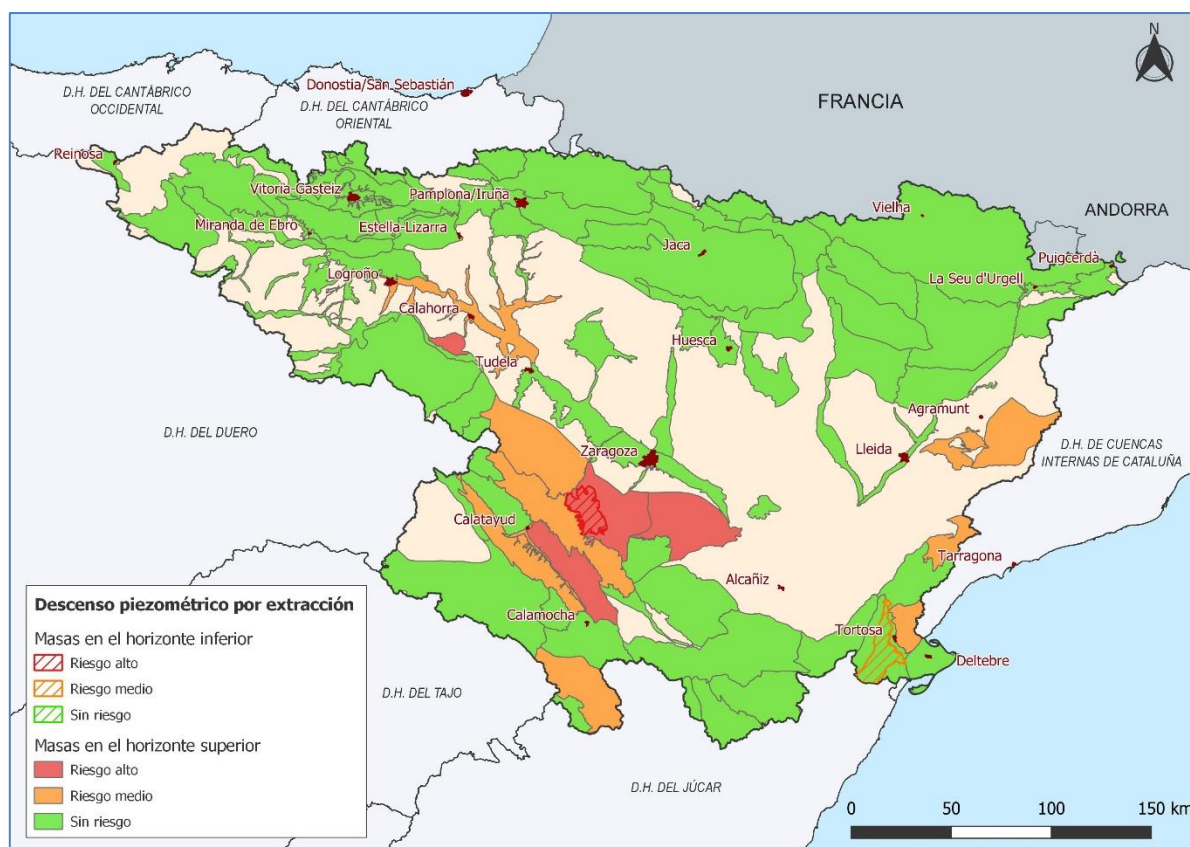 N
Donostia/San Sebastián
D.H. DEL CANTÁBRICO
OCCIDENTAL
D.H. DEL CANTÁBRICO
ORIENTAL
FRANCIA
Reinosa
Vitoria-Gasteiz
Pamplona/Iruña
Vielha
ANDORRA
Miranda de Ebro
Estella-Lizarra
Jaca
Puigcerdà
Logroño
La Seu d'Urgell
Calahorra
Huesca
Tudela
Agramunt
D.H. DEL DUERO
Zaragoza
Lleida
D.H. DE CUENCAS
INTERNAS DE CATALUÑA
Calatayud
Alcañiz
Tarragona
Calamocha
Tortosa
Deltebre
D.H. DEL TAJO
D.H. DEL JÚCAR
Descenso piezométrico por extracción
Masas en el horizonte inferior
Riesgo alto
Riesgo medio
Sin riesgo
Masas en el horizonte superior
Riesgo alto
Riesgo medio
Sin riesgo
0 50 100 150 km